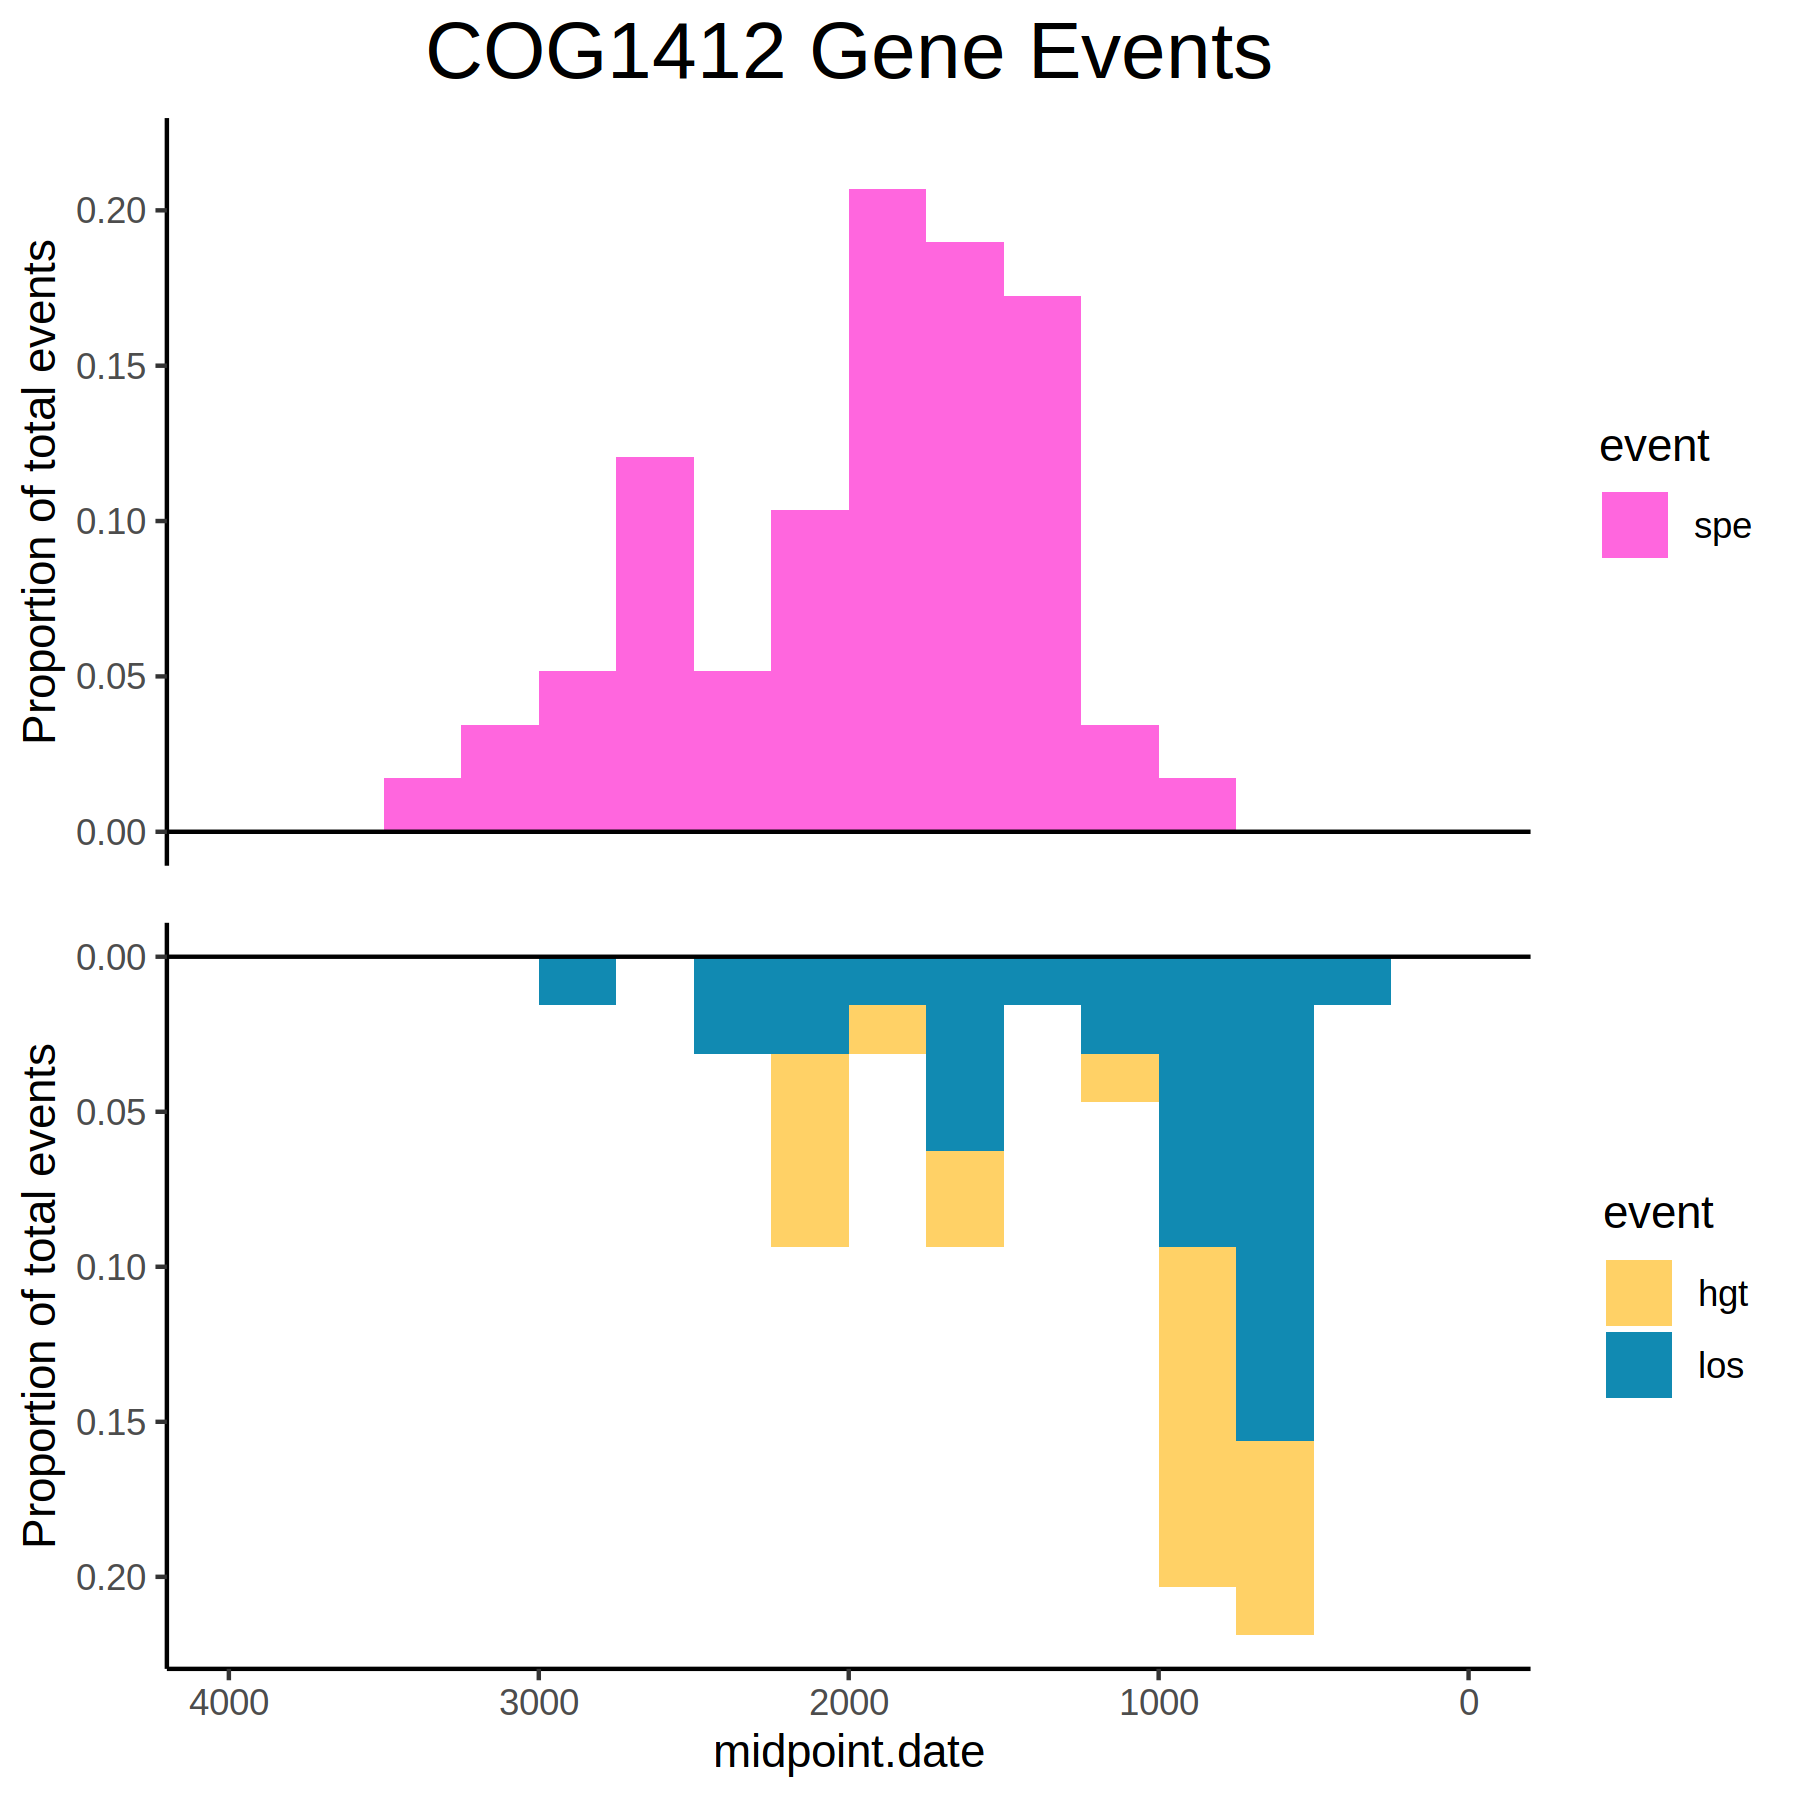 COG1412 Gene Events
Proportion of total events
0.20
0.15
0.10
0.05
0.00
event
spe
Proportion of total events
0.00
0.05
0.10
0.15
0.20
event
hgt
los
4000 3000 2000 1000 0
midpoint.date